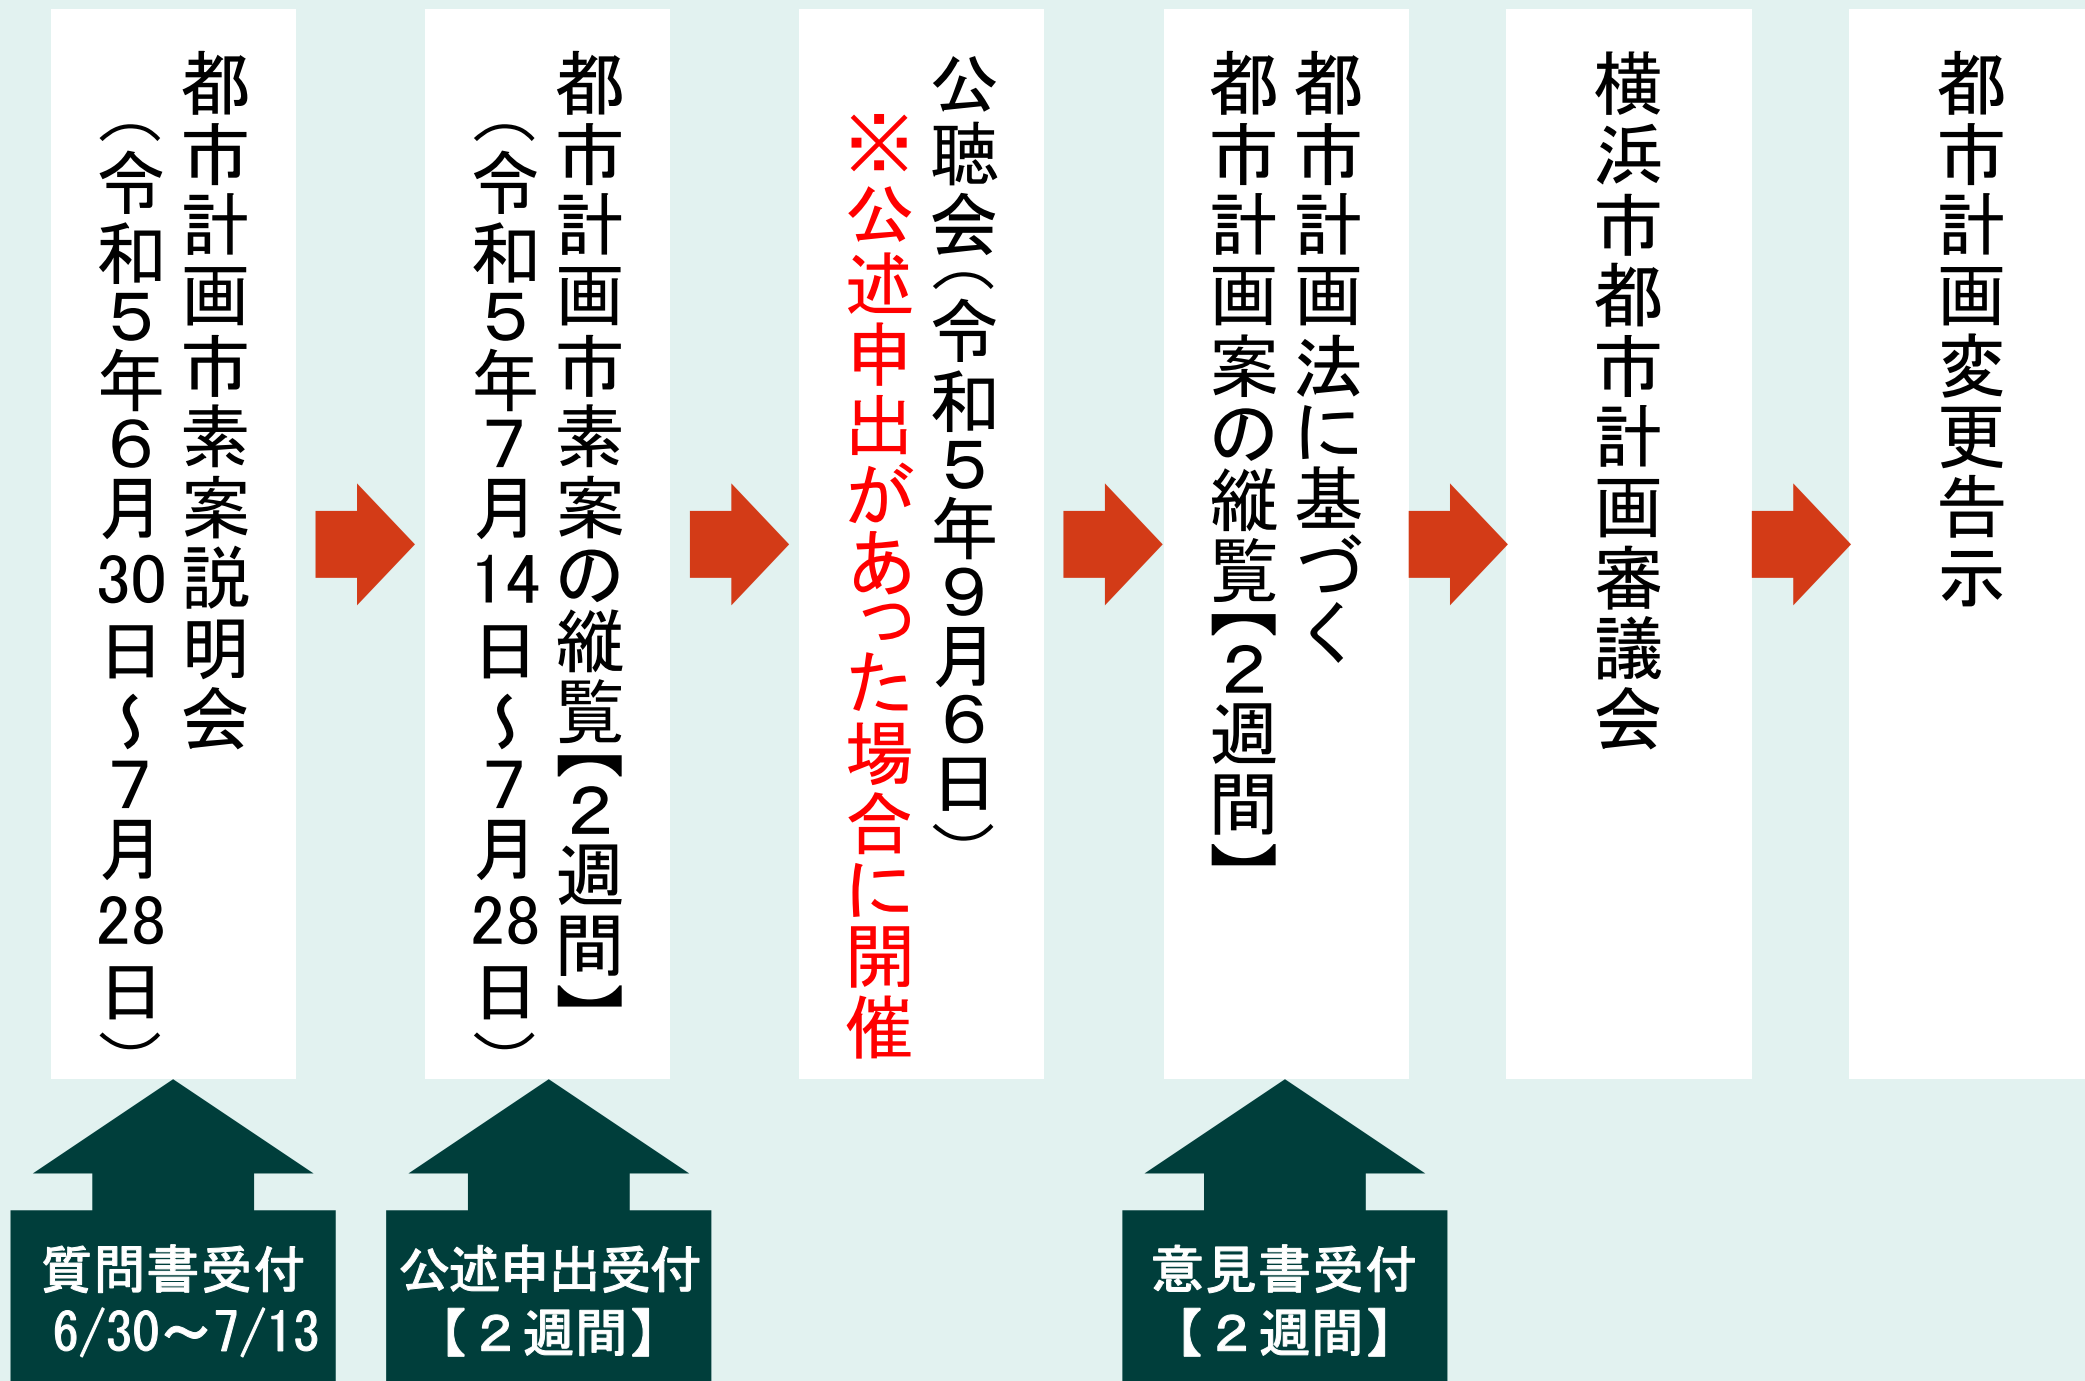 都市計画市素案説明会
（令和５年６月30日～７月28日）
質問書受付
6/30～7/13
都市計画市素案の縦覧【２週間】
（令和５年７月14日～７月28日）
公述申出受付
【２週間】
公聴会（令和５年９月６日）
※公述申出があった場合に開催
都市計画法に基づく
都市計画案の縦覧【２週間】
意見書受付
【２週間】
横浜市都市計画審議会
都市計画変更告示